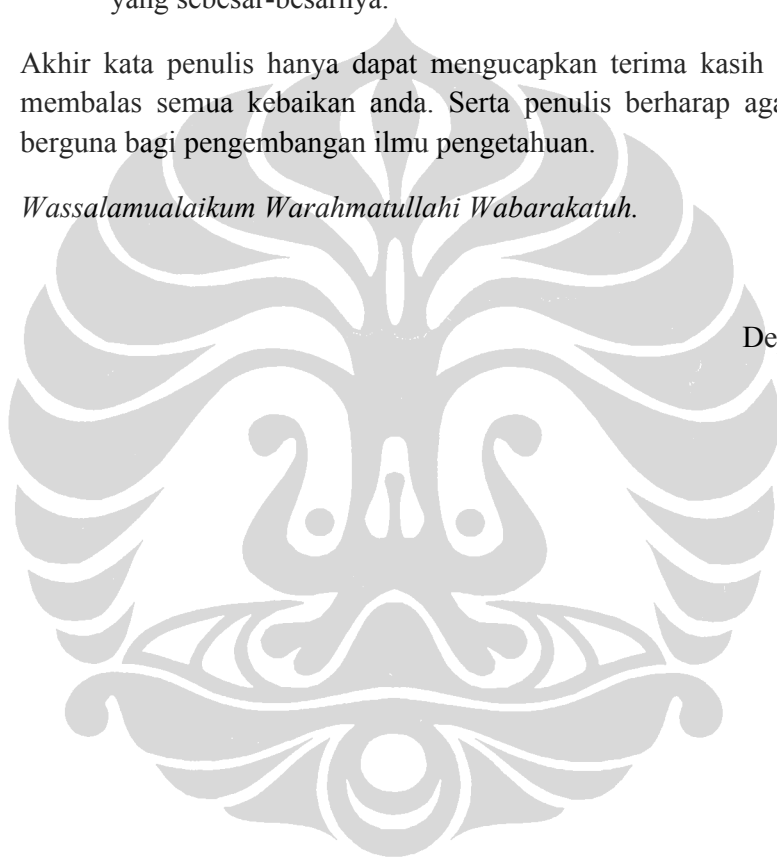 yang sebesar-besarnya.
Akhir kata penulis hanya dapat mengucapkan terima kasih
membalas semua kebaikan anda. Serta penulis berharap aga
berguna bagi pengembangan ilmu pengetahuan.
Wassalamualaikum Warahmatullahi Wabarakatuh.
De